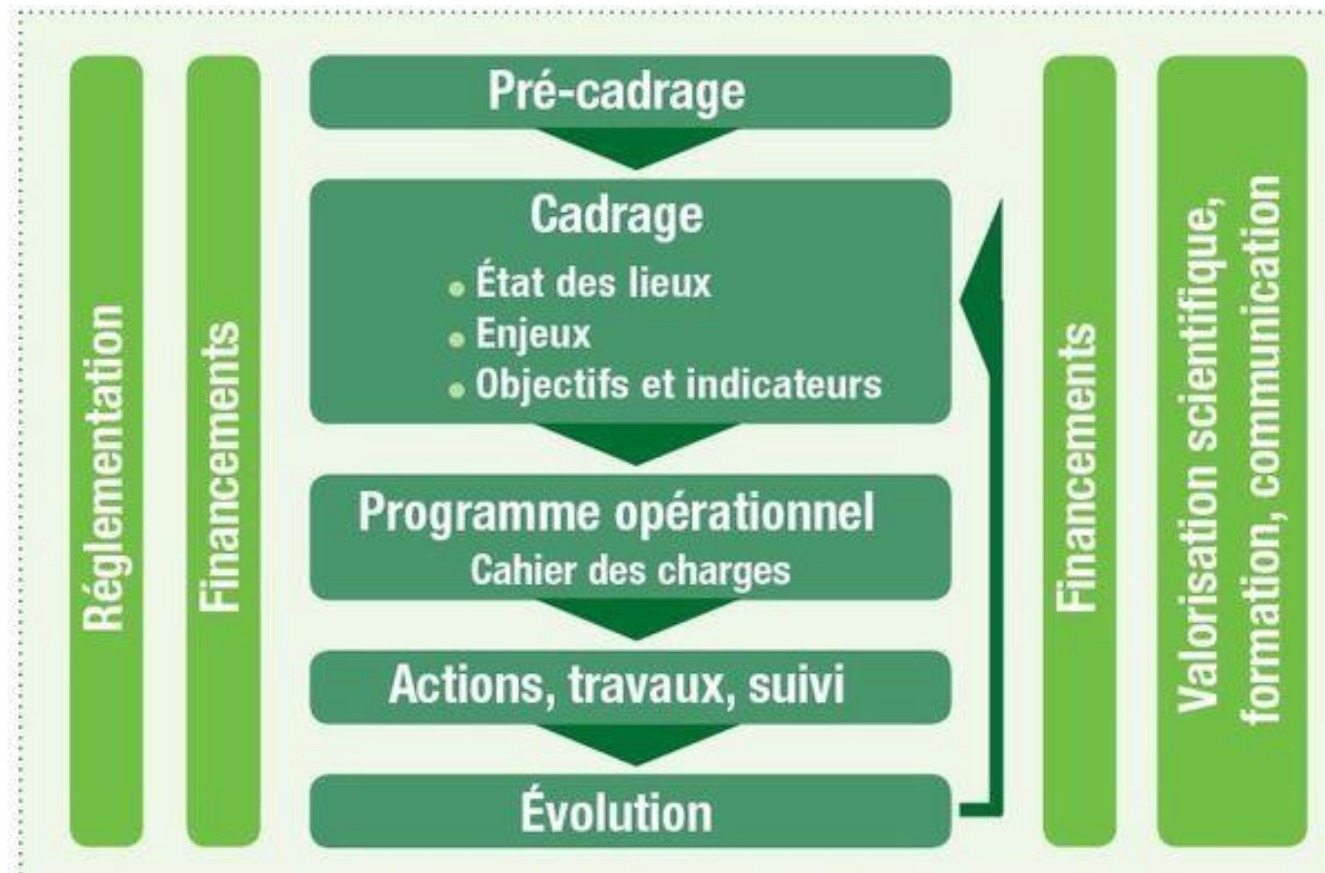 Réglementation
Financements
Pré-cadrage
Cadrage
• État des lieux
• Enjeux
• Objectifs et indicateurs
Programme opérationnel
Cahier des charges
Actions, travaux, suivi
Évolution
Financements
Valorisation scientifique,
formation, communication